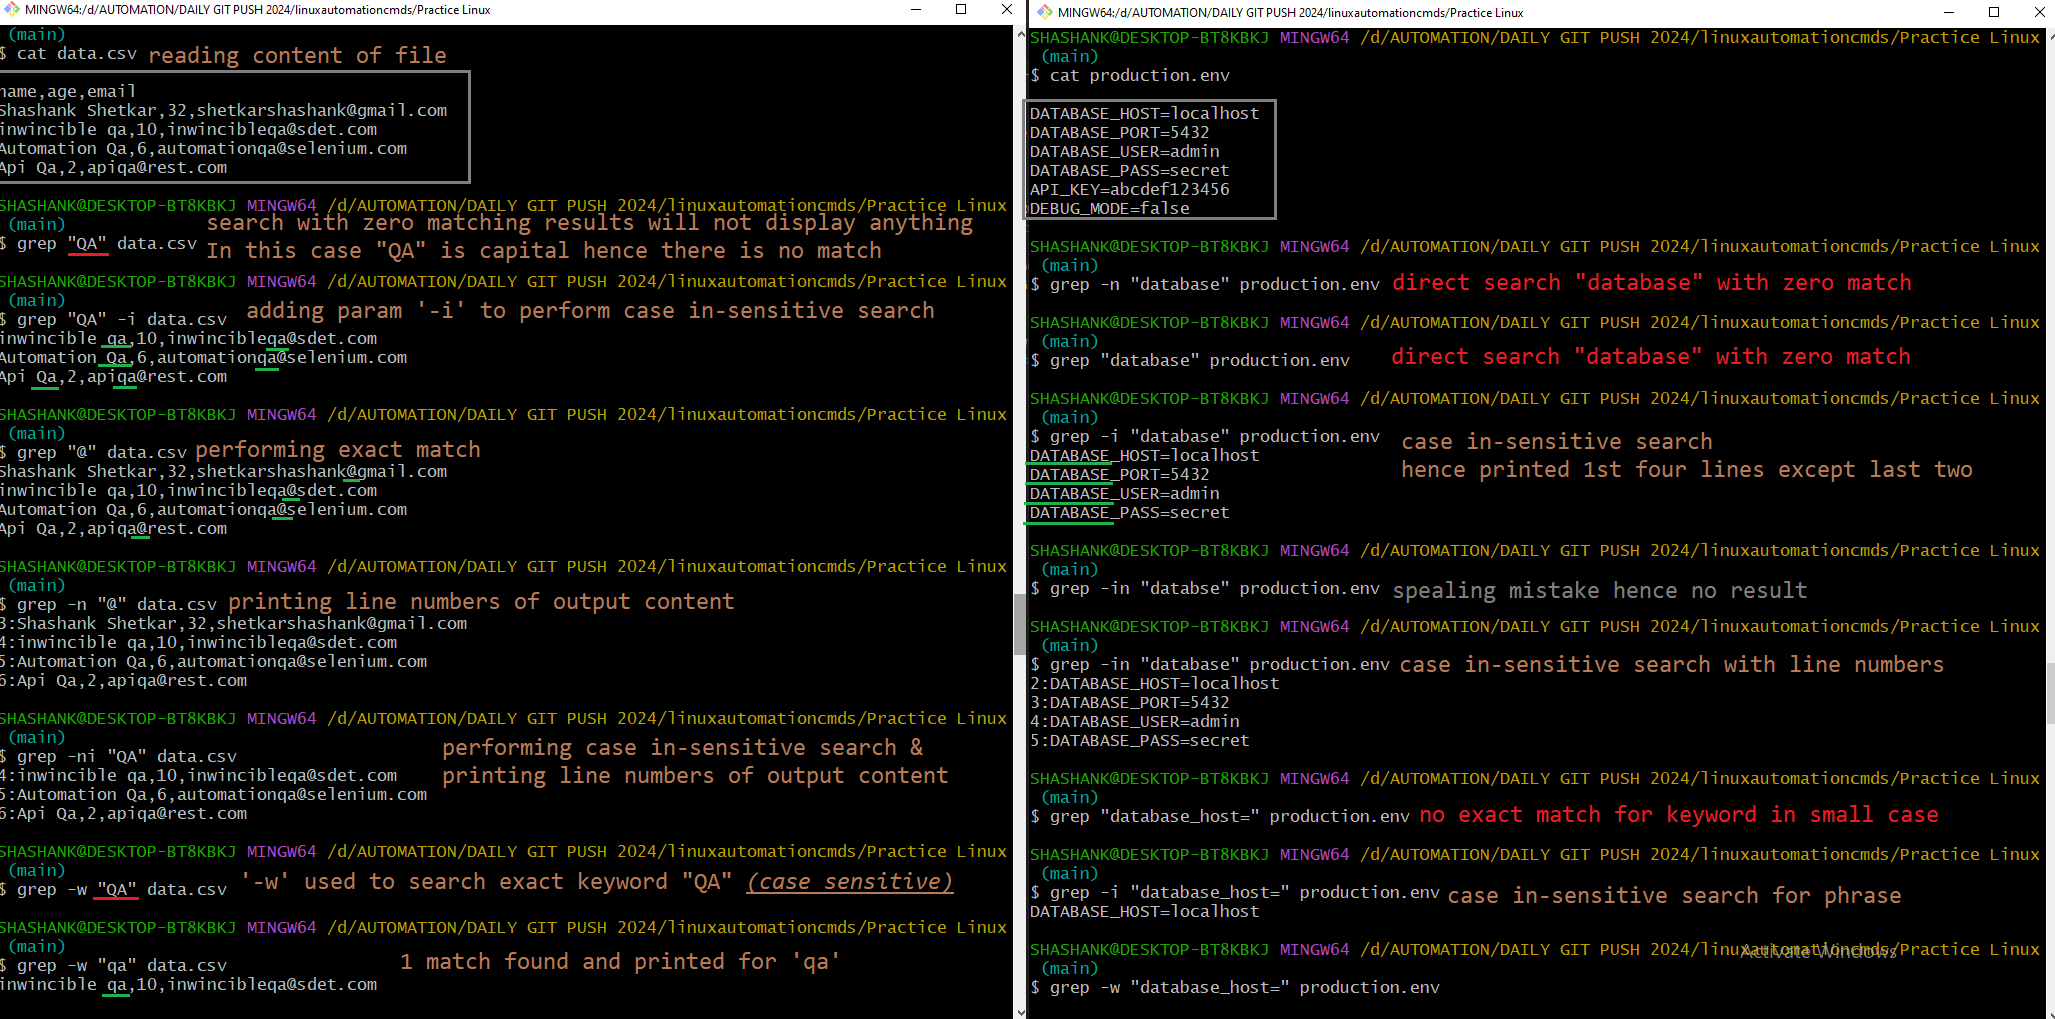 MINGW64:/d/AUTOMATION/DAILY GIT PUSH 2024/linuxautomationcmds/Practice Linux
(main)
$ cat data.csv reading content of file
name,age,email
Shashank Shetkar,32,shetkarshashank@gmail.com
inwincible qa,10,inwincibleqa@sdet.com
Automation Qa,6,automationqa@selenium.com
Api Qa,2,apiqa@rest.com
SHASHANK@DESKTOP-BT8KBKJ MINGW64 /d/AUTOMATION/DAILY GIT PUSH 2024/linuxautomationcmds/Practice Linux
(main) search with zero matching results will not display anything
$ grep "QA" data.csv In this case "QA" is capital hence there is no match
SHASHANK@DESKTOP-BT8KBKJ MINGW64 /d/AUTOMATION/DAILY GIT PUSH 2024/linuxautomationcmds/Practice Linux
(main)
$ grep "QA" -i data.csv adding param '-i' to perform case in-sensitive search
inwincible qa,10,inwincibleqa@sdet.com
Automation Qa,6,automationqa@selenium.com
Api Qa,2,apiqa@rest.com
SHASHANK@DESKTOP-BT8KBKJ MINGW64 /d/AUTOMATION/DAILY GIT PUSH 2024/linuxautomationcmds/Practice Linux
(main)
$ grep "@" data.csv performing exact match
Shashank Shetkar,32,shetkarshashank@gmail.com
inwincible qa,10,inwincibleqa@sdet.com
Automation Qa,6,automationqa@selenium.com
Api Qa,2,apiqa@rest.com
SHASHANK@DESKTOP-BT8KBKJ MINGW64 /d/AUTOMATION/DAILY GIT PUSH 2024/linuxautomationcmds/Practice Linux
(main)
$ grep -n "@" data.csv printing line numbers of output content
3:Shashank Shetkar,32,shetkarshashank@gmail.com
4:inwincible qa,10,inwincibleqa@sdet.com
5:Automation Qa,6,automationqa@selenium.com
6:Api Qa,2,apiqa@rest.com
SHASHANK@DESKTOP-BT8KBKJ MINGW64 /d/AUTOMATION/DAILY GIT PUSH 2024/linuxautomationcmds/Practice Linux
(main)
$ grep -ni "QA" data.csv performing case in-sensitive search &
4:inwincible qa,10,inwincibleqa@sdet.com printing line numbers of output content
5:Automation Qa,6,automationqa@selenium.com
6:Api Qa,2,apiqa@rest.com
SHASHANK@DESKTOP-BT8KBKJ MINGW64 /d/AUTOMATION/DAILY GIT PUSH 2024/linuxautomationcmds/Practice Linux
(main)
$ grep -w "QA" data.csv '-w' used to search exact keyword "QA" (case sensitive)
SHASHANK@DESKTOP-BT8KBKJ MINGW64 /d/AUTOMATION/DAILY GIT PUSH 2024/linuxautomationcmds/Practice Linux
(main)
$ grep -w "qa" data.csv 1 match found and printed for 'qa'
inwincible qa,10,inwincibleqa@sdet.com
MINGW64:/d/AUTOMATION/DAILY GIT PUSH 2024/linuxautomationcmds/Practice Linux
SHASHANK@DESKTOP-BT8KBKJ MINGW64 /d/AUTOMATION/DAILY GIT PUSH 2024/linuxautomationcmds/Practice Linux
(main)
$ cat production.env
DATABASE_HOST=localhost
DATABASE_PORT=5432
DATABASE_USER=admin
DATABASE_PASS=secret
API_KEY=abcdef123456
DEBUG_MODE=false
SHASHANK@DESKTOP-BT8KBKJ MINGW64 /d/AUTOMATION/DAILY GIT PUSH 2024/linuxautomationcmds/Practice Linux
(main)
$ grep -n "database" production.env direct search "database" with zero match
SHASHANK@DESKTOP-BT8KBKJ MINGW64 /d/AUTOMATION/DAILY GIT PUSH 2024/linuxautomationcmds/Practice Linux
(main)
$ grep "database" production.env direct search "database" with zero match
SHASHANK@DESKTOP-BT8KBKJ MINGW64 /d/AUTOMATION/DAILY GIT PUSH 2024/linuxautomationcmds/Practice Linux
(main)
$ grep -i "database" production.env case in-sensitive search
DATABASE_HOST=localhost hence printed 1st four lines except last two
DATABASE_PORT=5432
DATABASE_USER=admin
DATABASE_PASS=secret
SHASHANK@DESKTOP-BT8KBKJ MINGW64 /d/AUTOMATION/DAILY GIT PUSH 2024/linuxautomationcmds/Practice Linux
(main)
$ grep -in "databse" production.env spealing mistake hence no result
SHASHANK@DESKTOP-BT8KBKJ MINGW64 /d/AUTOMATION/DAILY GIT PUSH 2024/linuxautomationcmds/Practice Linux
(main)
$ grep -in "database" production.env case in-sensitive search with line numbers
2:DATABASE_HOST=localhost
3:DATABASE_PORT=5432
4:DATABASE_USER=admin
5:DATABASE_PASS=secret
SHASHANK@DESKTOP-BT8KBKJ MINGW64 /d/AUTOMATION/DAILY GIT PUSH 2024/linuxautomationcmds/Practice Linux
(main)
$ grep "database_host=" production.env no exact match for keyword in small case
SHASHANK@DESKTOP-BT8KBKJ MINGW64 /d/AUTOMATION/DAILY GIT PUSH 2024/linuxautomationcmds/Practice Linux
(main)
$ grep -i "database_host=" production.env case in-sensitive search for phrase
DATABASE_HOST=localhost
SHASHANK@DESKTOP-BT8KBKJ MINGW64 /d/AUTOMATION/DAILY GIT PUSH 2024/linuxautomationcmds/Practice Linux
Activate Windows
(main)
$ grep -w "database_host=" production.env